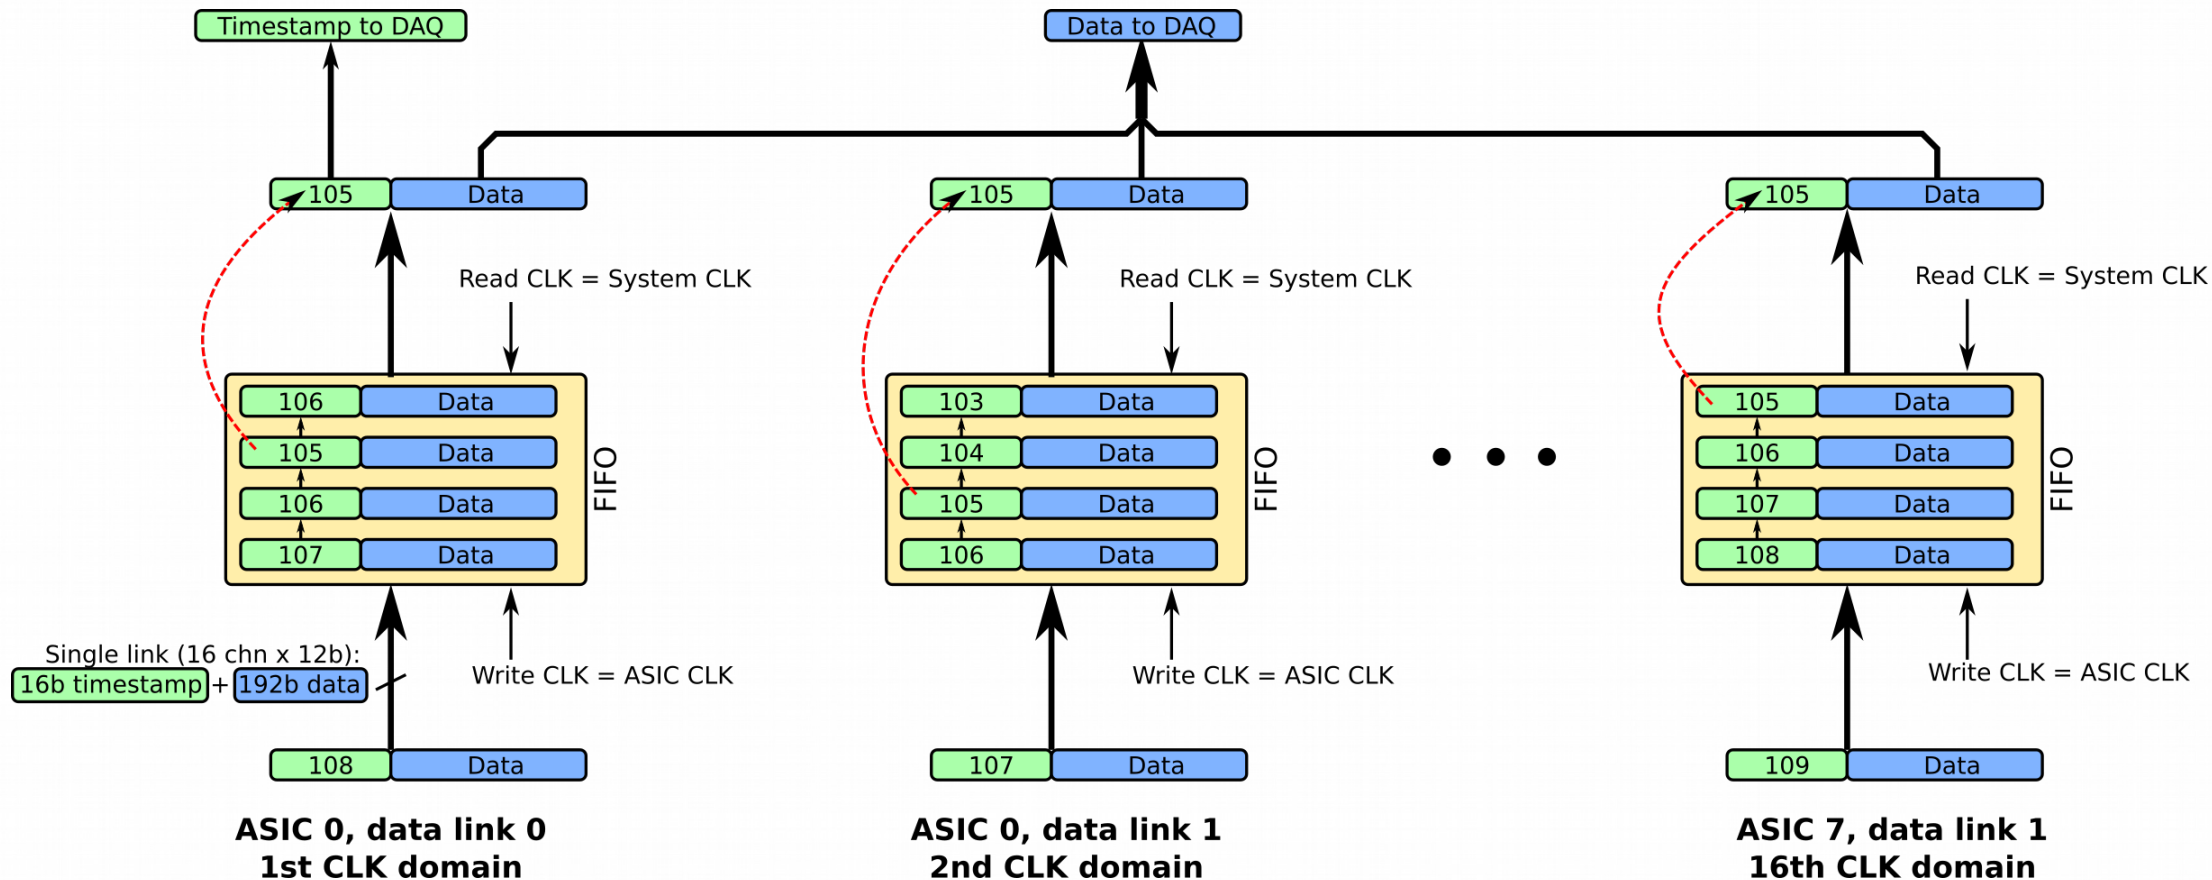 Timestamp to DAQ
Data to DAQ
105 Data
105 Data
105 Data
Read CLK = System CLK
Read CLK = System CLK
Read CLK = System CLK
106 Data
105 Data
106 Data
107 Data
FIFO
103 Data
104 Data
105 Data
106 Data
FIFO
105 Data
106 Data
107 Data
108 Data
FIFO
Single link (16 chn x 12b):
16b timestamp + 192b data
Write CLK = ASIC CLK
Write CLK = ASIC CLK
Write CLK = ASIC CLK
108 Data
107 Data
109 Data
ASIC 0, data link 0
1st CLK domain
ASIC 0, data link 1
2nd CLK domain
ASIC 7, data link 1
16th CLK domain